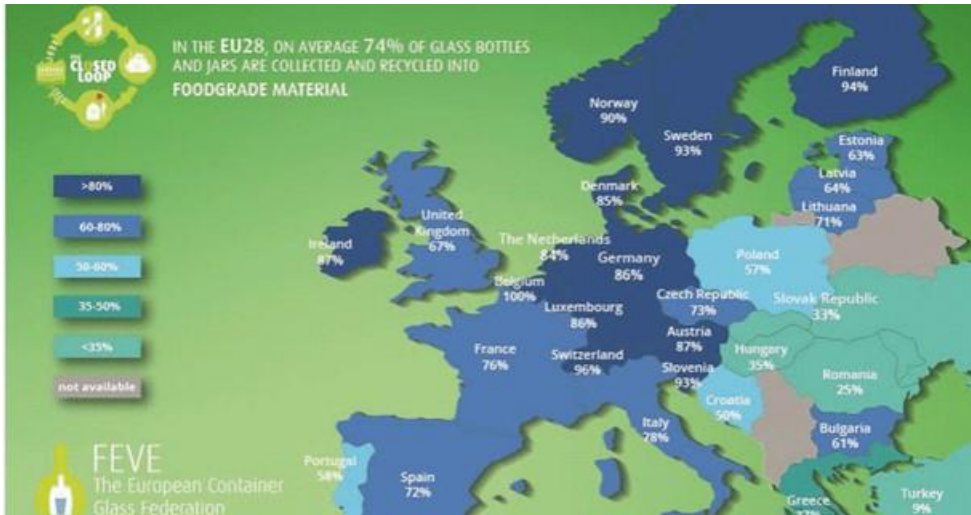 THE
CLOSED
LOOP
IN THE EU28, ON AVERAGE 74% OF GLASS BOTTLES
AND JARS ARE COLLECTED AND RECYCLED INTO
FOODGRADE MATERIAL
>80%
60-80%
50-60%
35-50%
<35%
not available
Finland
94%
Norway
90%
Sweden
93%
Estonia
63%
Latvia
64%
Lithuana
71%
Denmark
85%
United
Kingdom
67%
Ireland
87%
The Netherlands
84%
Germany
86%
Poland
57%
Belgium
100%
Czech Republic
73%
Slovak Republic
33%
Luxembourg
86%
Austria
87%
France
76%
Switzerland
96%
Hungary
35%
Slovenia
93%
Romania
25%
Croatia
50%
Italy
78%
Bulgaria
61%
Portugal
58%
Spain
72%
Greece
Turkey
9%
FEVE
The European Container
Glass Federation